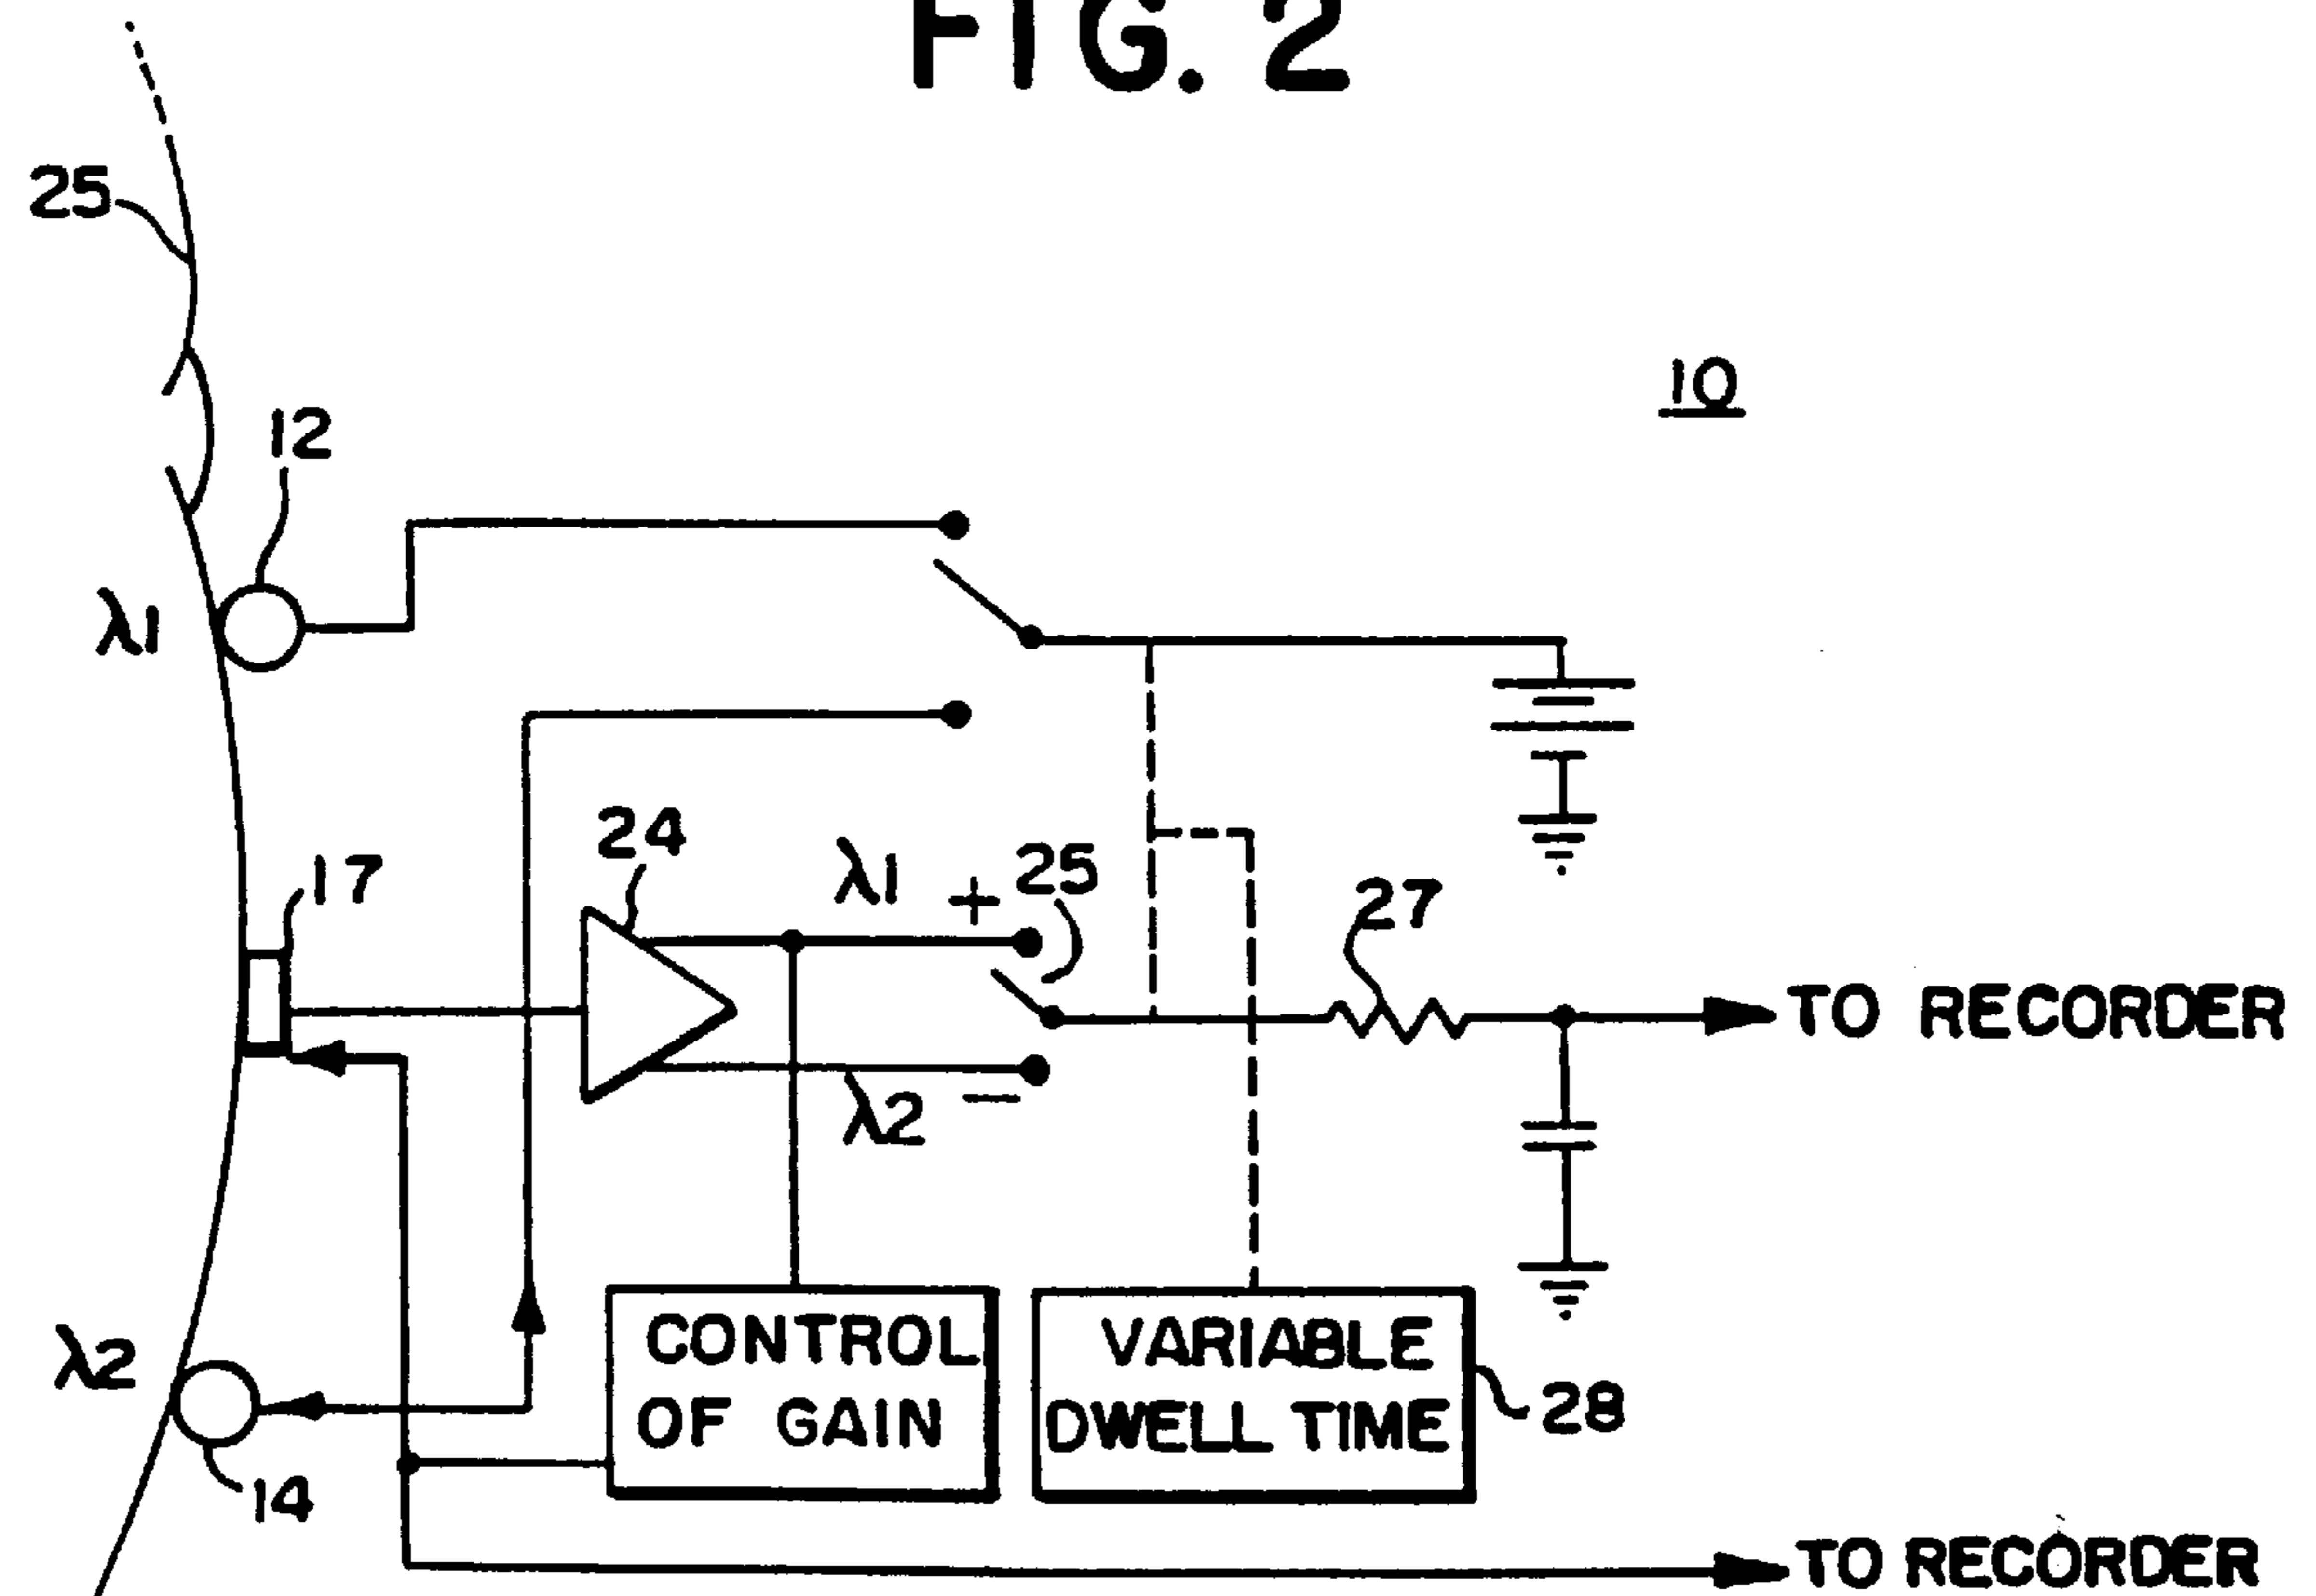 FIG. 2
25
12
10
λ1
24
λ1 + 25
17
27
TO RECORDER
λ2 −
CONTROL
OF GAIN
VARIABLE
DWELL TIME
28
λ2
14
TO RECORDER